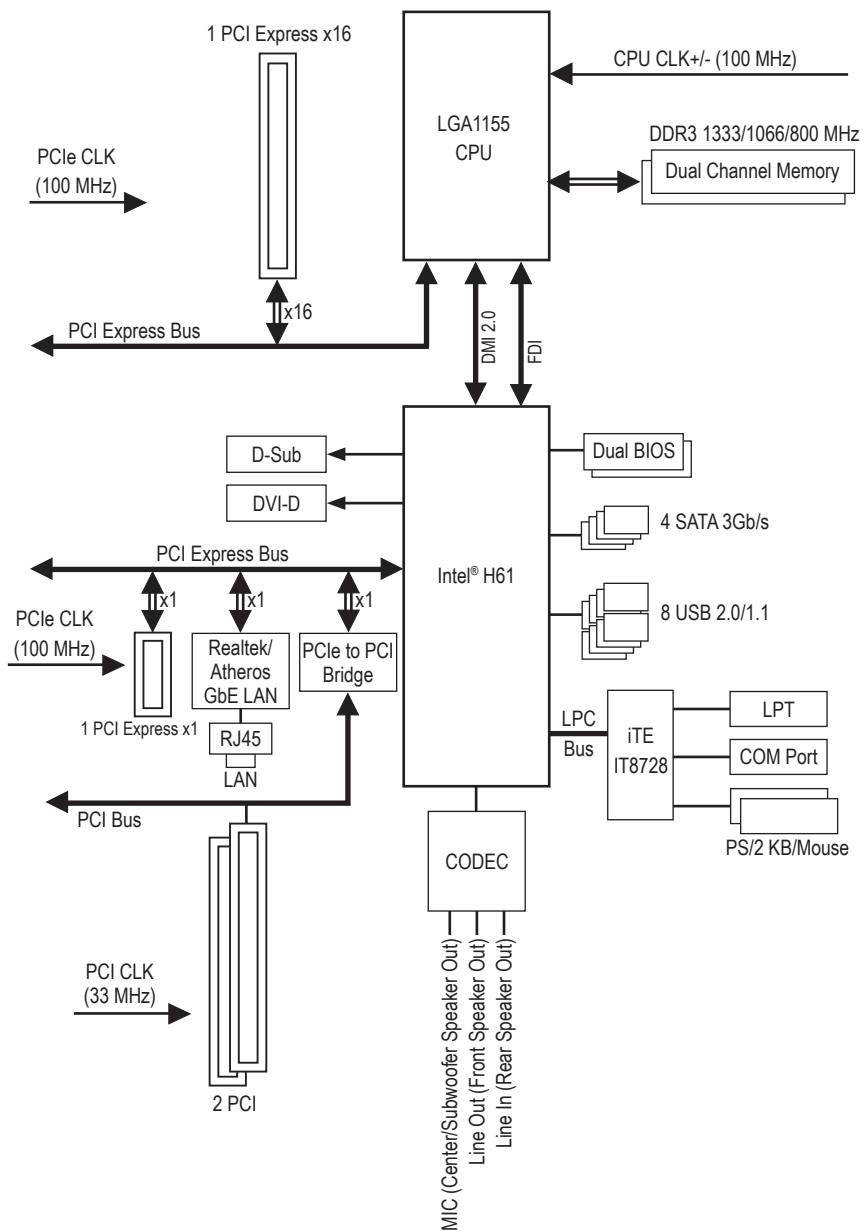 1 PCI Express x16
CPU CLK+/- (100 MHz)
LGA1155
CPU
DDR3 1333/1066/800 MHz
Dual Channel Memory
PCIe CLK
(100 MHz)
x16
PCI Express Bus
DMI 2.0
FDI
D-Sub
Dual BIOS
DVI-D
4 SATA 3Gb/s
PCI Express Bus
Intel® H61
x1
x1
x1
8 USB 2.0/1.1
PCIe CLK
(100 MHz)
Realtek/
Atheros
GbE LAN
PCIe to PCI
Bridge
1 PCI Express x1
RJ45
LAN
LPC
Bus
iTE
IT8728
LPT
COM Port
PS/2 KB/Mouse
PCI Bus
CODEC
PCI CLK
(33 MHz)
2 PCI
MIC (Center/Subwoofer Speaker Out)
Line Out (Front Speaker Out)
Line In (Rear Speaker Out)